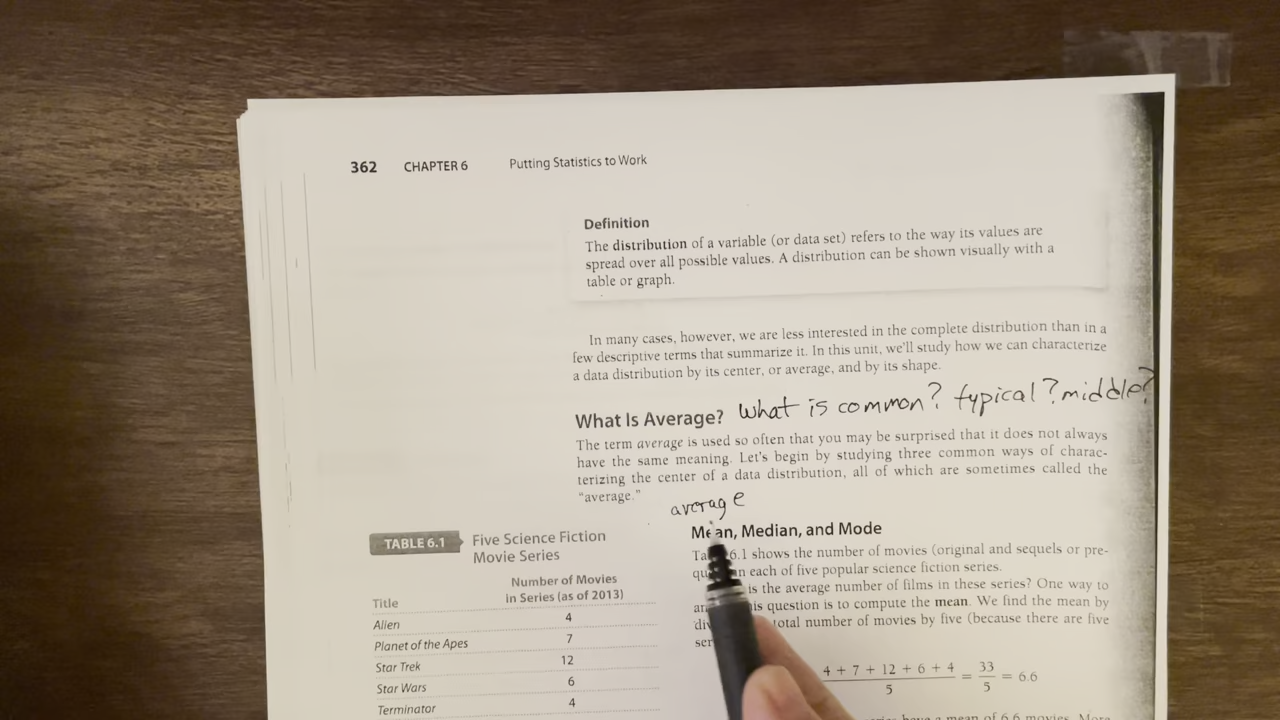 362 CHAPTER 6 Putting Statistics to Work
Definition
The distribution of a variable (or data set) refers to the way its values are
spread over all possible values. A distribution can be shown visually with a
table or graph.
In many cases, however, we are less interested in the complete distribution than in a
few descriptive terms that summarize it. In this unit, we'll study how we can characterize
a data distribution by its center, or average, and by its shape.
What Is Average? what is common? typical? middle?
The term average is used so often that you may be surprised that it does not always
have the same meaning. Let's begin by studying three common ways of charac-
terizing the center of a data distribution, all of which are sometimes called the
"average."
average
TABLE 6.1 Five Science Fiction
Movie Series
Number of Movies
Title in Series (as of 2013)
Alien 4
Planet of the Apes 7
Star Trek 12
Star Wars 6
Terminator 4
Mean, Median, and Mode
6.1 shows the number of movies (original and sequels or pre-
in each of five popular science fiction series.
is the average number of films in these series? One way to
this question is to compute the mean. We find the mean by
total number of movies by five (because there are five
4 + 7 + 12 + 6 + 4 / 5 = 33 / 5 = 6.6
have a mean of 6.6 movies. More